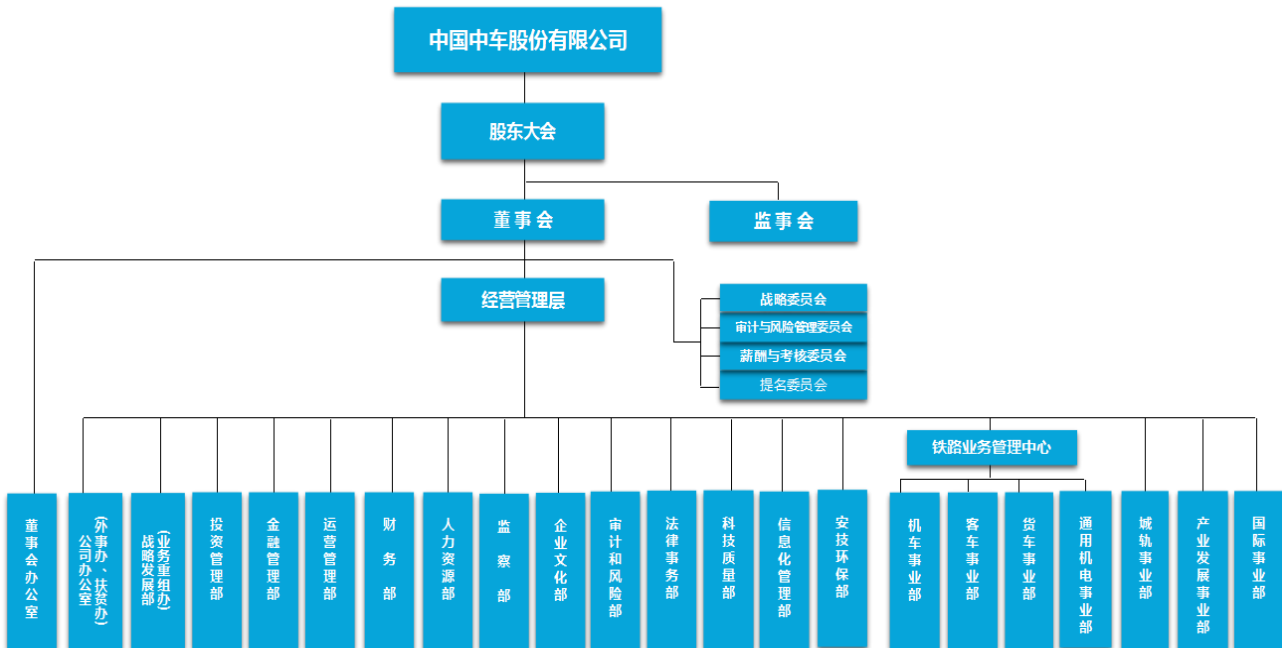 中国中车股份有限公司
股东大会
董事会
监事会
经营管理层
战略委员会
审计与风险管理委员会
薪酬与考核委员会
提名委员会
铁路业务管理中心
董事会办公室
公司办公室
(外事办、扶贫办)
战略发展部
(业务重组办)
投资管理部
金融管理部
运营管理部
财务部
人力资源部
监察部
企业文化部
审计和风险部
法律事务部
科技质量部
信息化管理部
安技环保部
机车事业部
客车事业部
货车事业部
通用机电事业部
城轨事业部
产业发展事业部
国际事业部